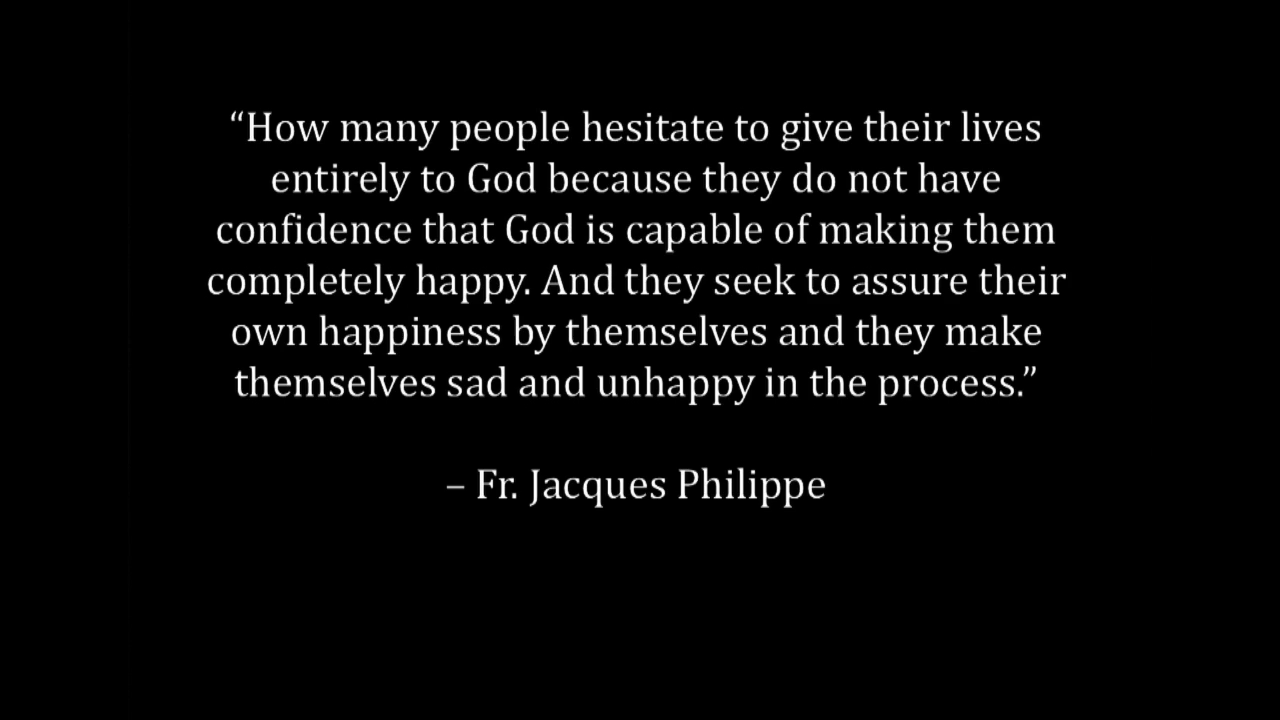 “How many people hesitate to give their lives
entirely to God because they do not have
confidence that God is capable of making them
completely happy. And they seek to assure their
own happiness by themselves and they make
themselves sad and unhappy in the process.”
– Fr. Jacques Philippe